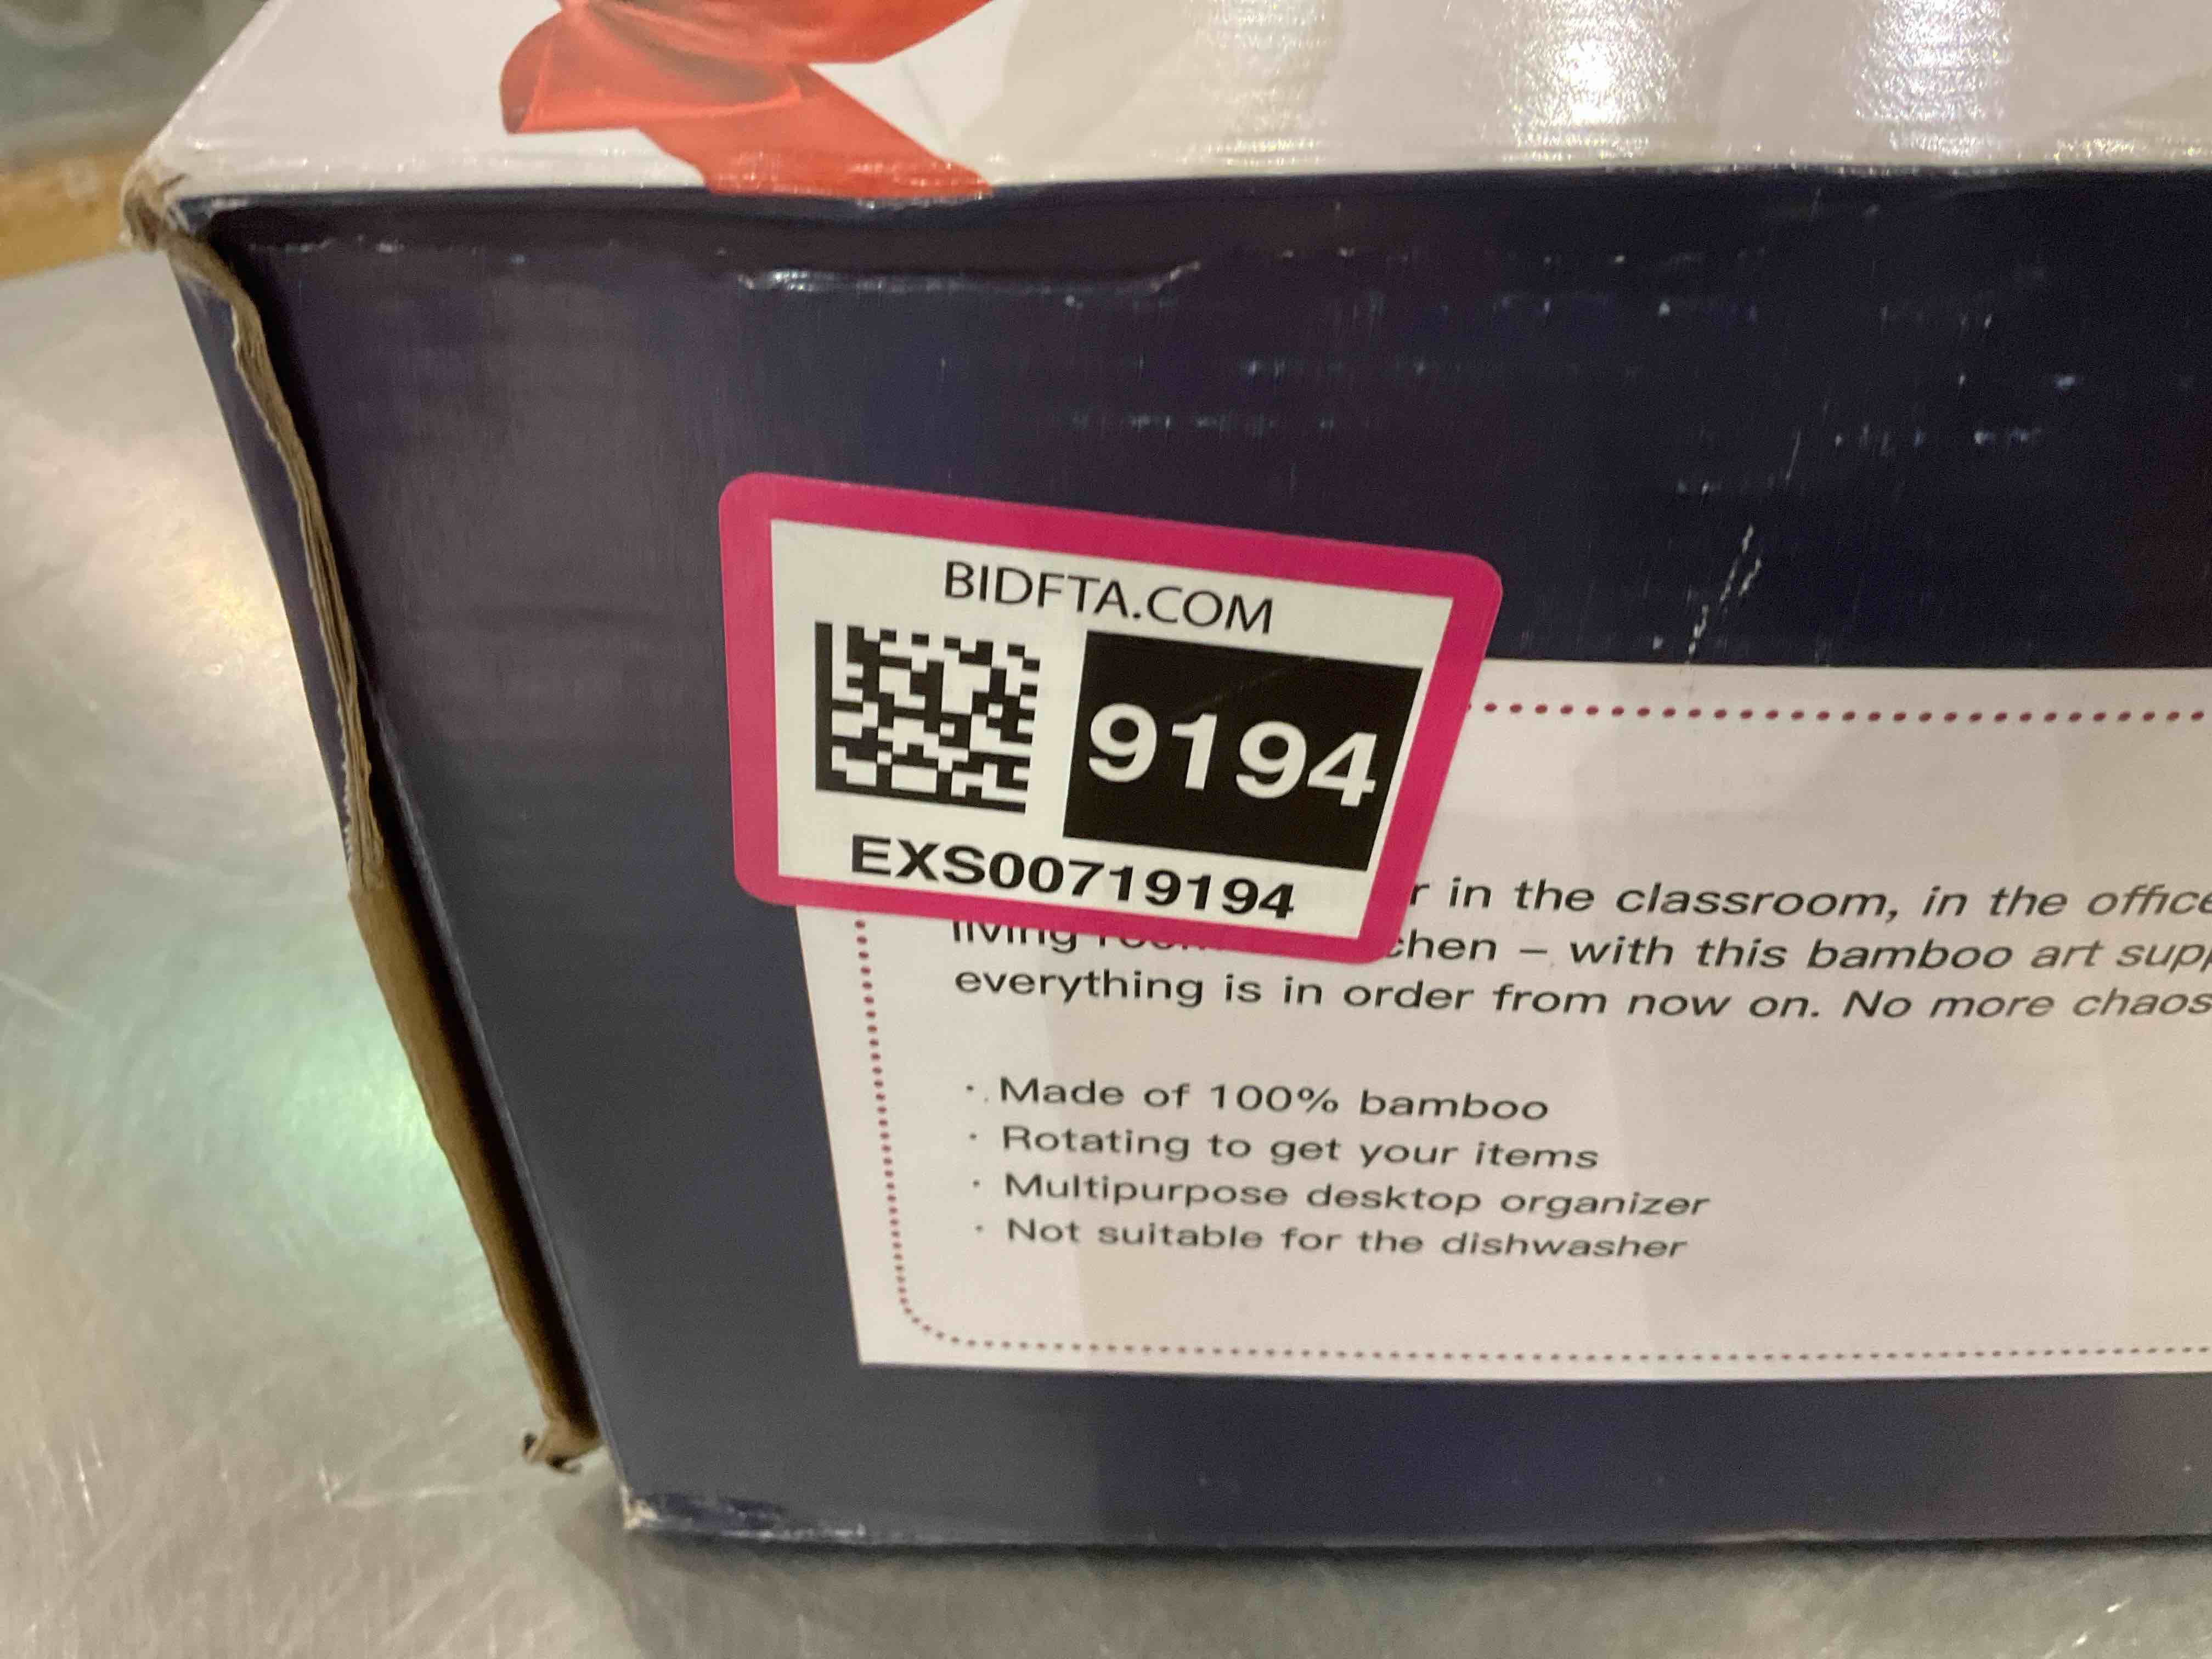 BIDFTA.COM
9194
EXS00719194
in the classroom, in the office
living – with this bamboo art
everything is in order from now on. No more chaos
· Made of 100% bamboo
· Rotating to get your items
· Multipurpose desktop organizer
· Not suitable for the dishwasher